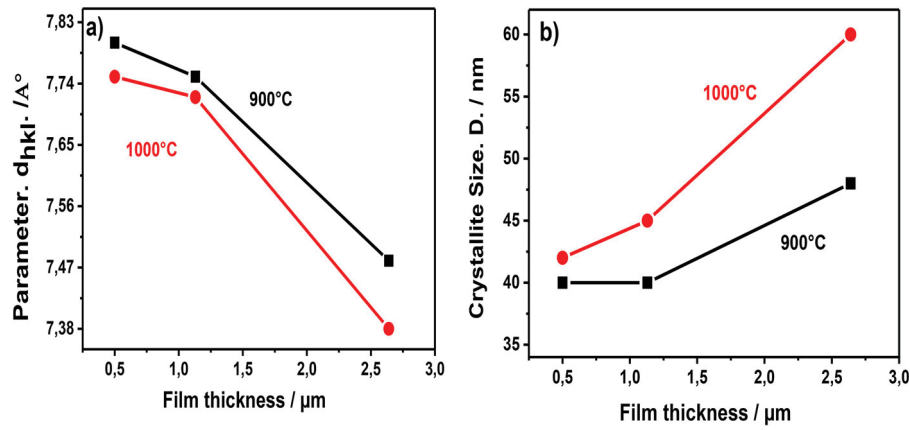 a)
Parameter. dhkl- /A°
7,83
7,74
7,65
7,56
7,47
7,38
900°C
1000°C
0,5
1,0
1,5
2,0
2,5
3,0
Film thickness / µm
b)
Crystallite Size. D. / nm
60
55
50
45
40
35
1000°C
900°C
0,5
1,0
1,5
2,0
2,5
3,0
Film thickness / µm